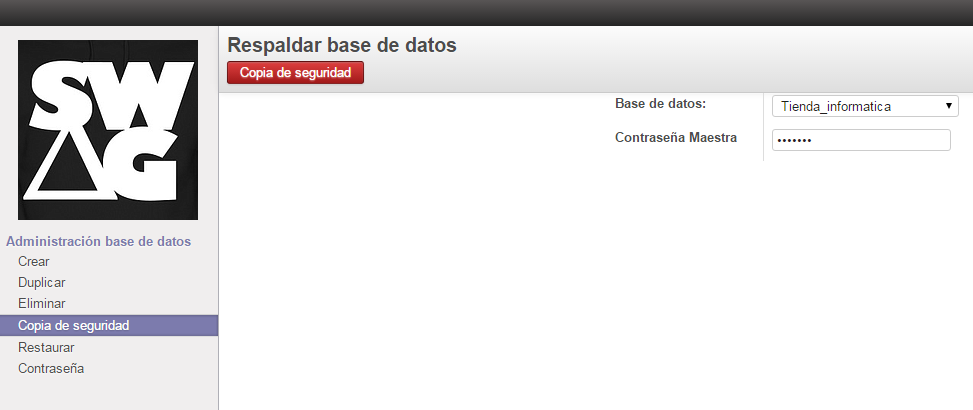 SW
G
Respaldar base de datos
Copia de seguridad
Base de datos: Tienda_informatica
Contraseña Maestra •••••••
Administración base de datos
Crear
Duplicar
Eliminar
Copia de seguridad
Restaurar
Contraseña